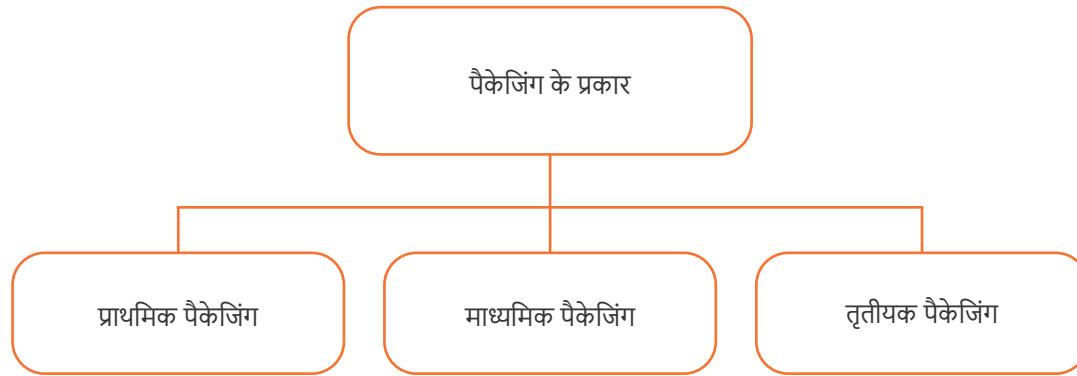 पैकेजिंग के प्रकार
प्राथमिक पैकेजिंग
माध्यमिक पैकेजिंग
तृतीयक पैकेजिंग